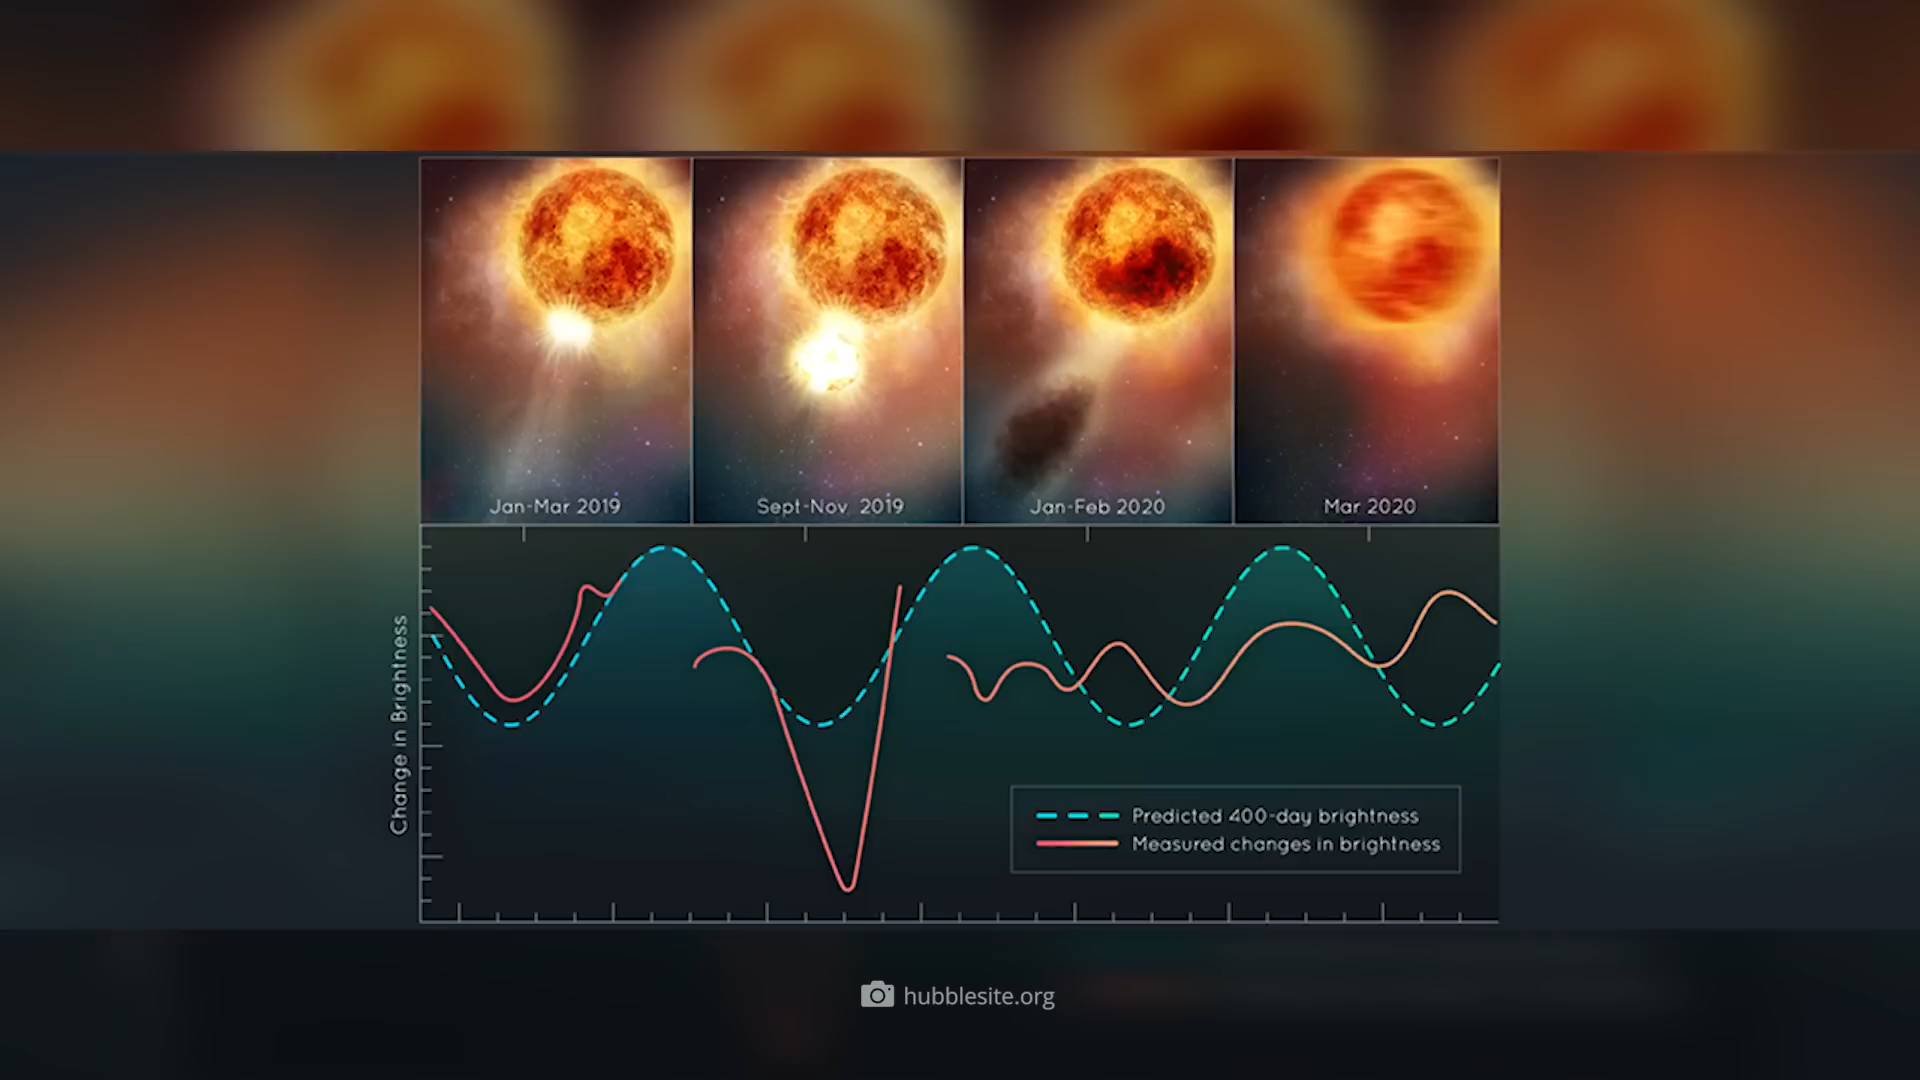 Jan-Mar 2019
Sept-Nov 2019
Jan-Feb 2020
Mar 2020
Change in Brightness
Predicted 400-day brightness
Measured changes in brightness
hubblesite.org